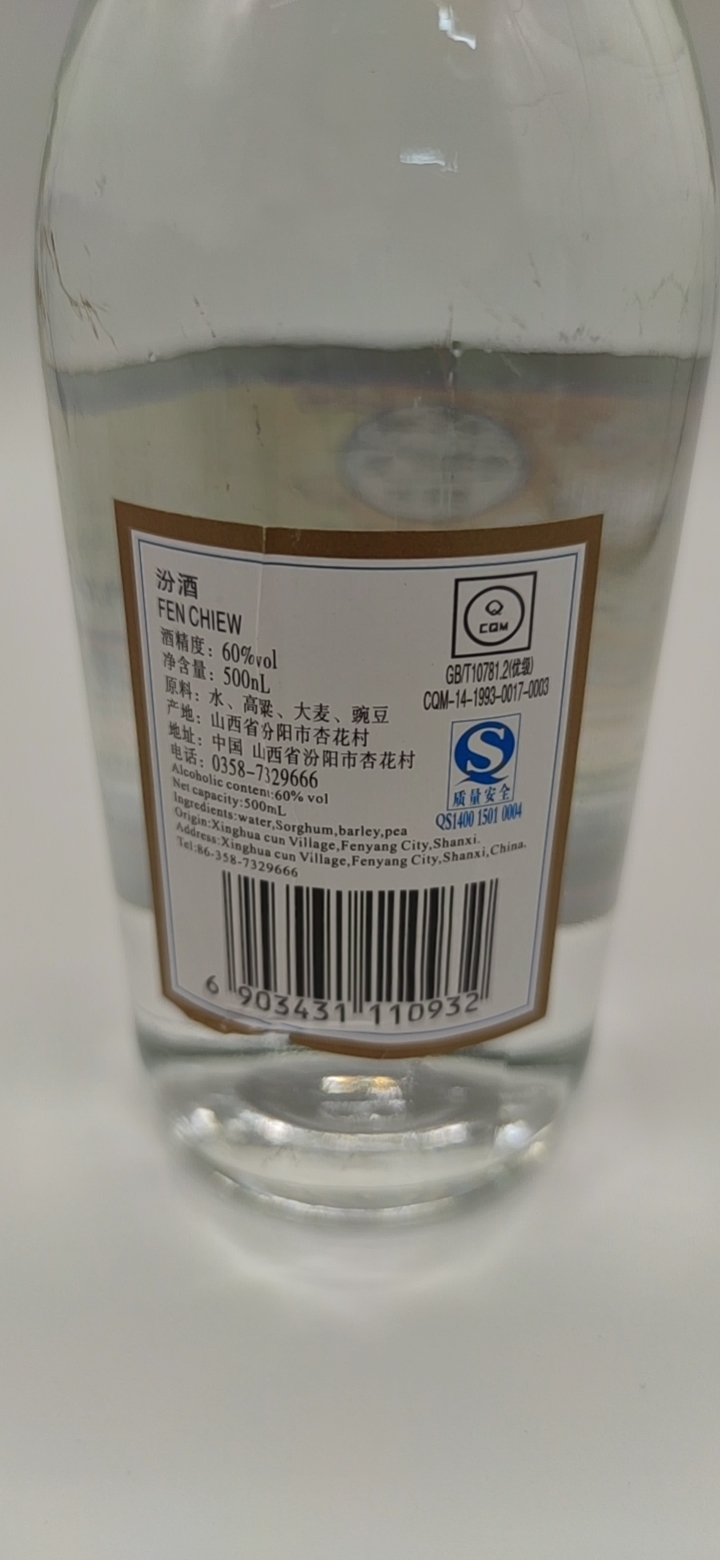 汾酒
FEN CHIEW
酒精度：60%vol
净含量：500mL
原料：水、高粱、大麦、豌豆
产地：山西省汾阳市杏花村
地址：中国 山西省汾阳市杏花村
电话：0358-7329666
Alcoholic content:60% vol
Net capacity:500mL
Ingredients:water,Sorghum,barley,pea
Origin:Xinghua cun Village,Fenyang City,Shanxi.
Address:Xinghua cun Village,Fenyang City,Shanxi,China.
Tel:86-358-7329666
Q
CQM
GB/T10781.2(优级)
CQM-14-1993-0017-0003
S
质量安全
QS1400 1501 0004
6 903431 110932